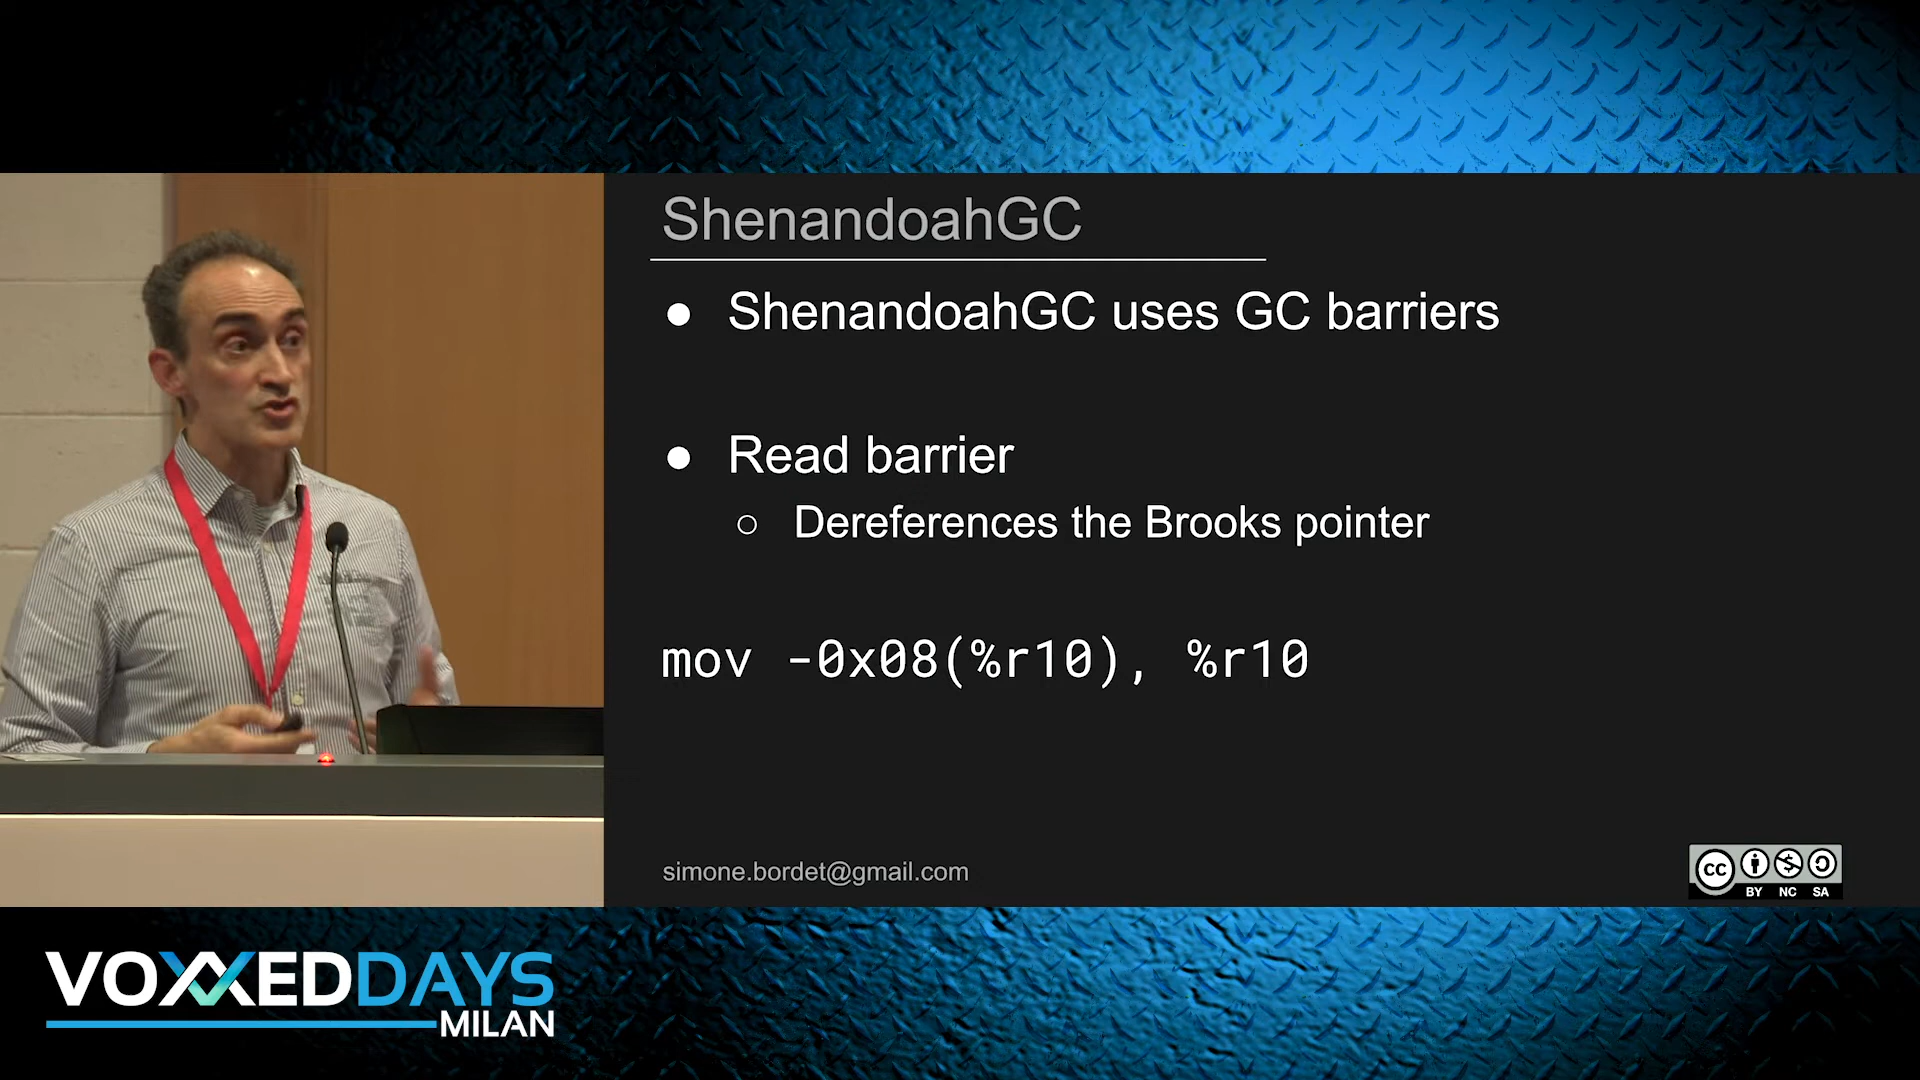 ShenandoahGC
● ShenandoahGC uses GC barriers
● Read barrier
○ Dereferences the Brooks pointer
mov -0x08(%r10), %r10
simone.bordet@gmail.com
cc
BY NC SA
VOXXEDDAYS
MILAN